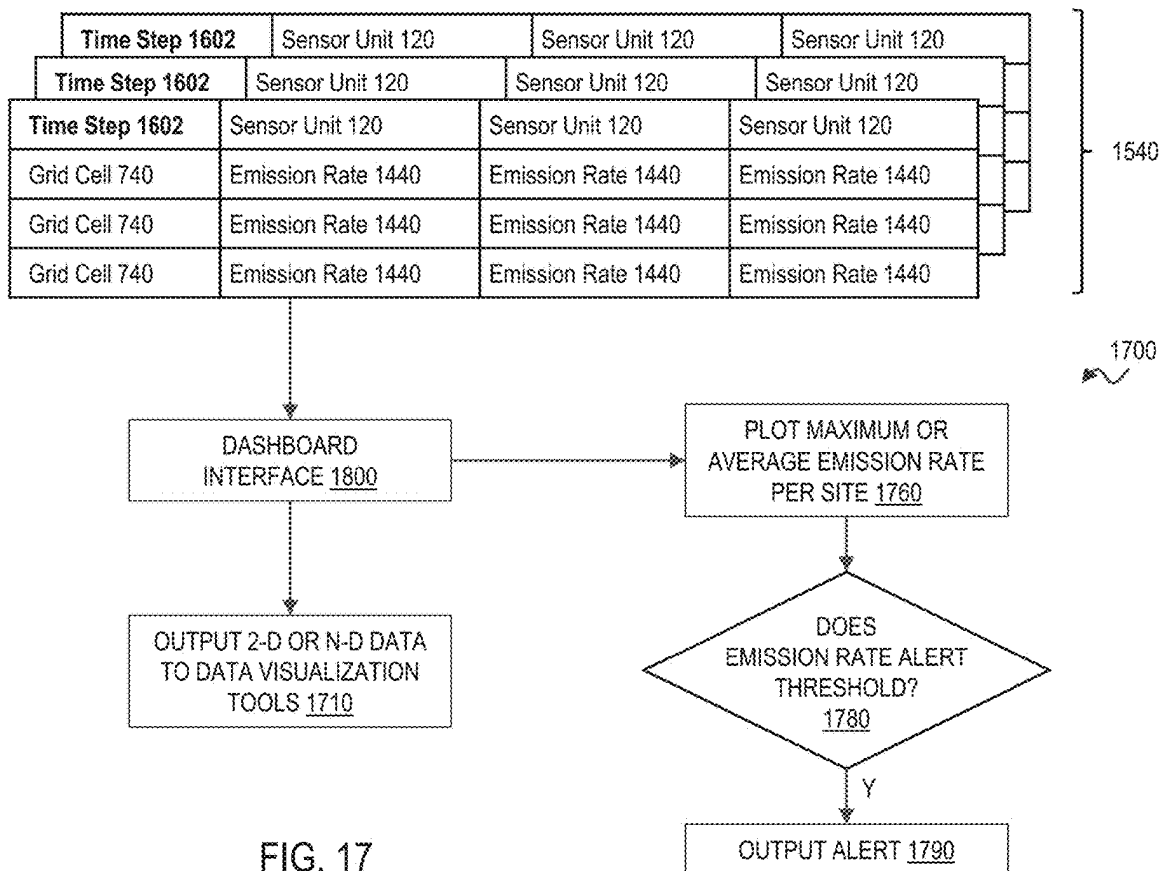 Time Step 1602 Sensor Unit 120 Sensor Unit 120 Sensor Unit 120
Time Step 1602 Sensor Unit 120 Sensor Unit 120 Sensor Unit 120
Time Step 1602 Sensor Unit 120 Sensor Unit 120 Sensor Unit 120
Grid Cell 740 Emission Rate 1440 Emission Rate 1440 Emission Rate 1440
Grid Cell 740 Emission Rate 1440 Emission Rate 1440 Emission Rate 1440
Grid Cell 740 Emission Rate 1440 Emission Rate 1440 Emission Rate 1440
1540
1700
DASHBOARD
INTERFACE 1800
PLOT MAXIMUM OR
AVERAGE EMISSION RATE
PER SITE 1760
OUTPUT 2-D OR N-D DATA
TO DATA VISUALIZATION
TOOLS 1710
DOES
EMISSION RATE ALERT
THRESHOLD?
1780
Y
OUTPUT ALERT 1790
FIG. 17